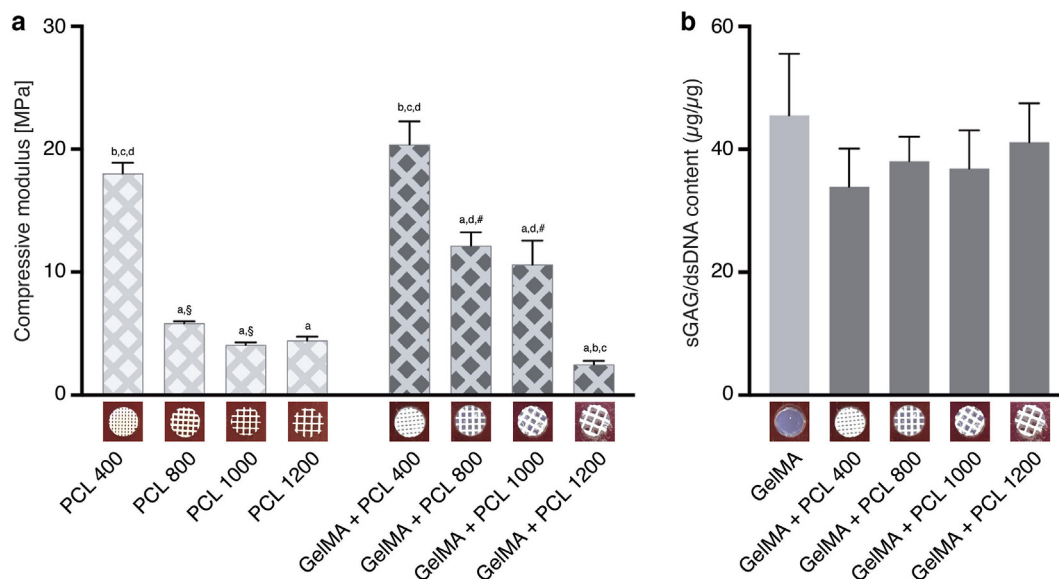 a
Compressive modulus [MPa]
30
20
10
0
b,c,d
a,§
a,§
a
b,c,d
a,d,#
a,d,#
a,b,c
PCL 400
PCL 800
PCL 1000
PCL 1200
GelMA + PCL 400
GelMA + PCL 800
GelMA + PCL 1000
GelMA + PCL 1200
b
sGAG/dsDNA content (µg/µg)
60
40
20
0
GelMA
GelMA + PCL 400
GelMA + PCL 800
GelMA + PCL 1000
GelMA + PCL 1200